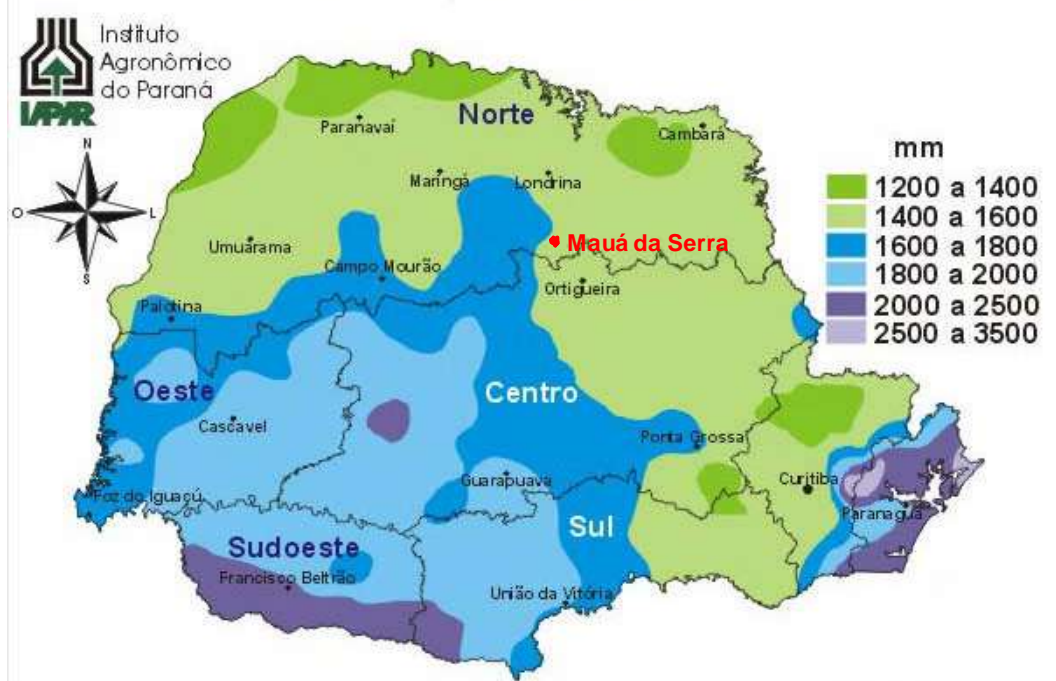 Instituto
Agronômico
do Paraná
IAPAR
N
O
L
S
Norte
Paranavaí
Cambará
Maringá
Londrina
Umuarama
Mauá da Serra
Campo Mourão
Ortigueira
Palotina
Oeste
Centro
Cascavel
Ponta Grossa
Foz do Iguaçú
Guarapuava
Curitiba
Paranaguá
Sul
Sudoeste
Francisco Beltrão
União da Vitória
mm
1200 a 1400
1400 a 1600
1600 a 1800
1800 a 2000
2000 a 2500
2500 a 3500